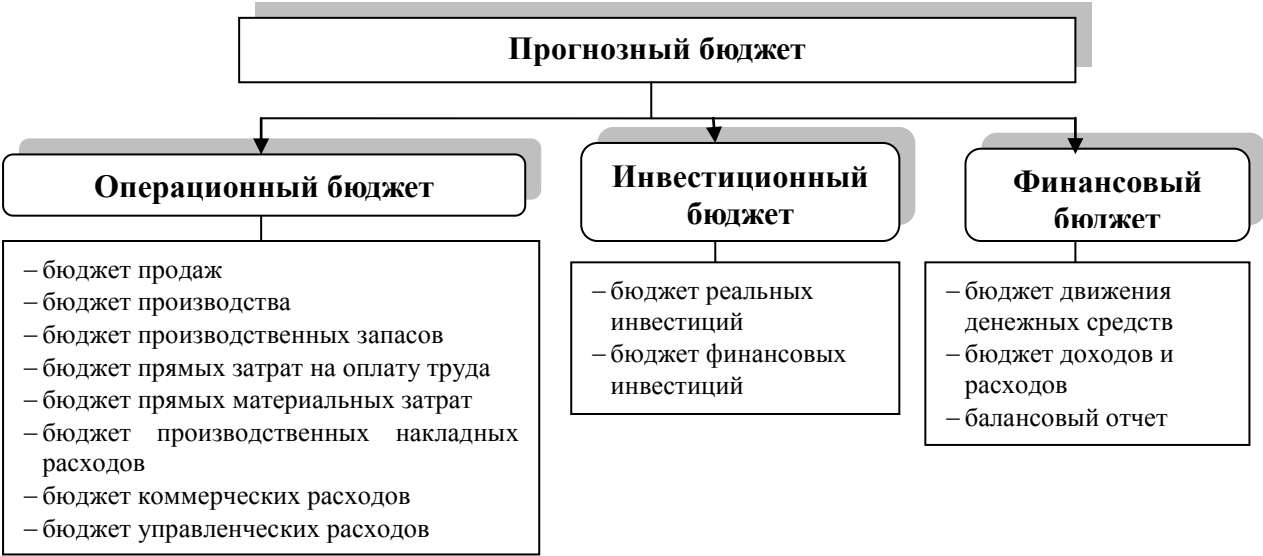 Прогнозный бюджет
Операционный бюджет
– бюджет продаж
– бюджет производства
– бюджет производственных запасов
– бюджет прямых затрат на оплату труда
– бюджет прямых материальных затрат
– бюджет производственных накладных
расходов
– бюджет коммерческих расходов
– бюджет управленческих расходов
Инвестиционный
бюджет
– бюджет реальных
инвестиций
– бюджет финансовых
инвестиций
Финансовый
бюджет
– бюджет движения
денежных средств
– бюджет доходов и
расходов
– балансовый отчет